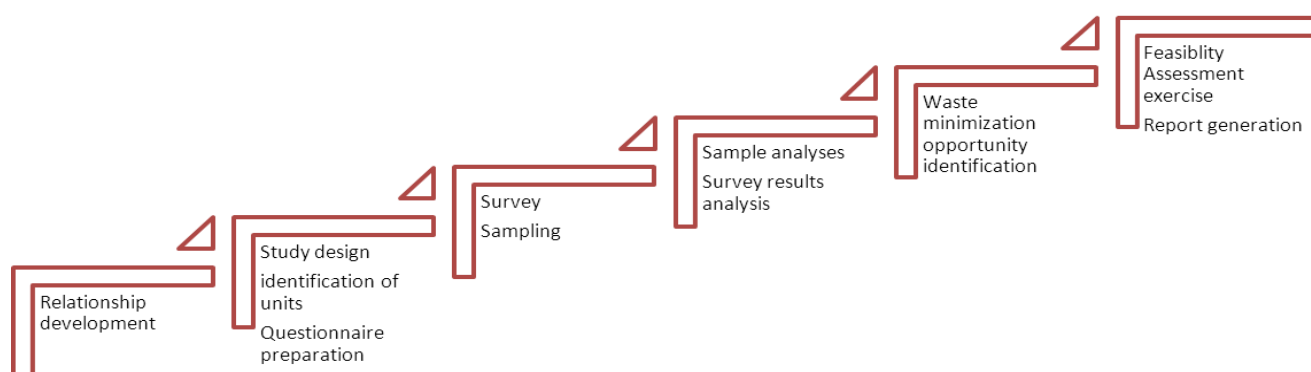 Relationship
development
Study design
identification of
units
Questionnaire
preparation
Survey
Sampling
Sample analyses
Survey results
analysis
Waste
minimization
opportunity
identification
Feasiblity
Assessment
exercise
Report generation